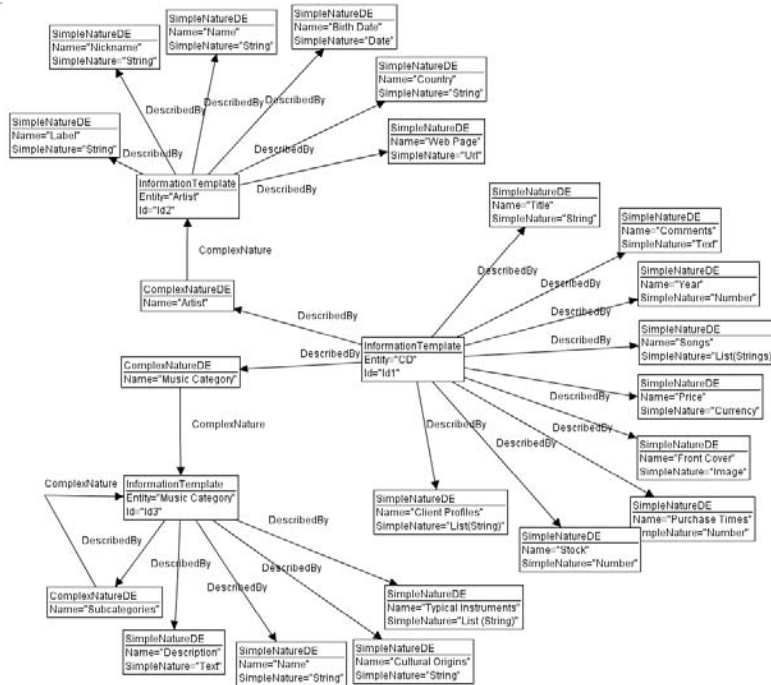 SimpleNatureDE
Name="Nickname"
SimpleNature="String"
SimpleNatureDE
Name="Name"
SimpleNature="String"
SimpleNatureDE
Name="Birth Date"
SimpleNature="Date"
SimpleNatureDE
Name="Country"
SimpleNature="String"
SimpleNatureDE
Name="Label"
SimpleNature="String"
SimpleNatureDE
Name="Web Page"
SimpleNature="Url"
DescribedBy
DescribedBy
DescribedBy
DescribedBy
DescribedBy
DescribedBy
InformationTemplate
Entity="Artist"
Id="Id2"
ComplexNature
ComplexNatureDE
Name="Artist"
DescribedBy
SimpleNatureDE
Name="Title"
SimpleNature="String"
SimpleNatureDE
Name="Comments"
SimpleNature="Text"
SimpleNatureDE
Name="Year"
SimpleNature="Number"
SimpleNatureDE
Name="Songs"
SimpleNature="List(Strings)
SimpleNatureDE
Name="Price"
SimpleNature="Currency"
SimpleNatureDE
Name="Front Cover"
SimpleNature="Image"
SimpleNatureDE
Name="Purchase Times"
impleNature="Number"
DescribedBy
DescribedBy
DescribedBy
DescribedBy
DescribedBy
DescribedBy
DescribedBy
DescribedBy
DescribedBy
InformationTemplate
Entity="CD"
Id="Id1"
DescribedBy
ComplexNatureDE
Name="Music Category"
ComplexNature
SimpleNatureDE
Name="Client Profiles"
SimpleNature="List(String)"
SimpleNatureDE
Name="Stock"
SimpleNature="Number"
ComplexNature
InformationTemplate
Entity="Music Category"
Id="Id3"
DescribedBy
DescribedBy
DescribedBy
DescribedBy
DescribedBy
ComplexNatureDE
Name="Subcategories"
SimpleNatureDE
Name="Description"
SimpleNature="Text"
SimpleNatureDE
Name="Name"
SimpleNature="String"
SimpleNatureDE
Name="Cultural Origins"
SimpleNature="String"
SimpleNatureDE
Name="Typical Instruments"
SimpleNature="List (String)"